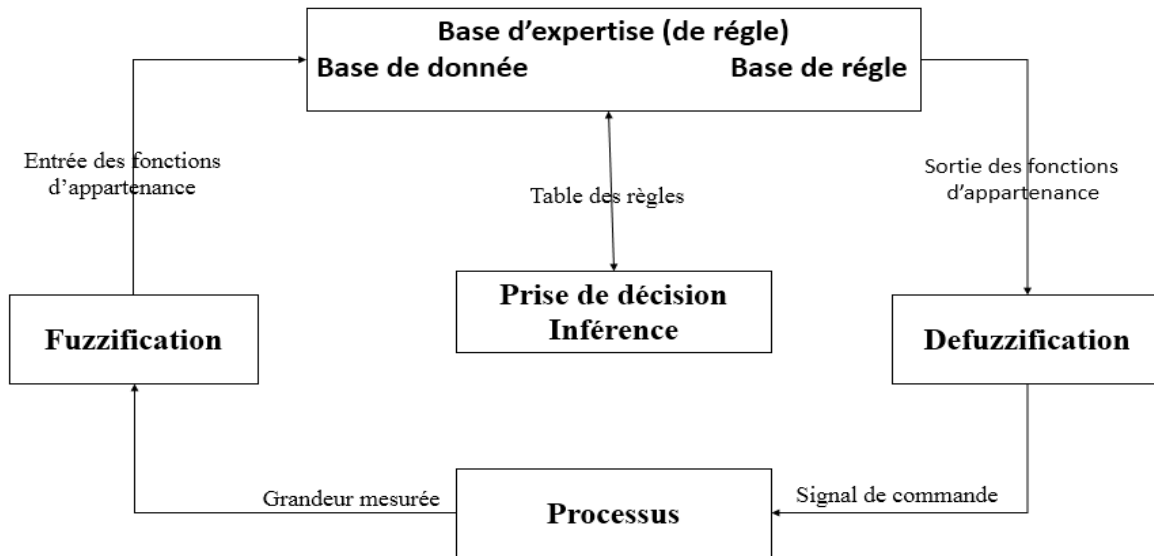 Base d’expertise (de régle)
Base de donnée
Base de régle
Entrée des fonctions
d’appartenance
Table des règles
Sortie des fonctions
d’appartenance
Prise de décision
Inférence
Fuzzification
Defuzzification
Grandeur mesurée
Processus
Signal de commande